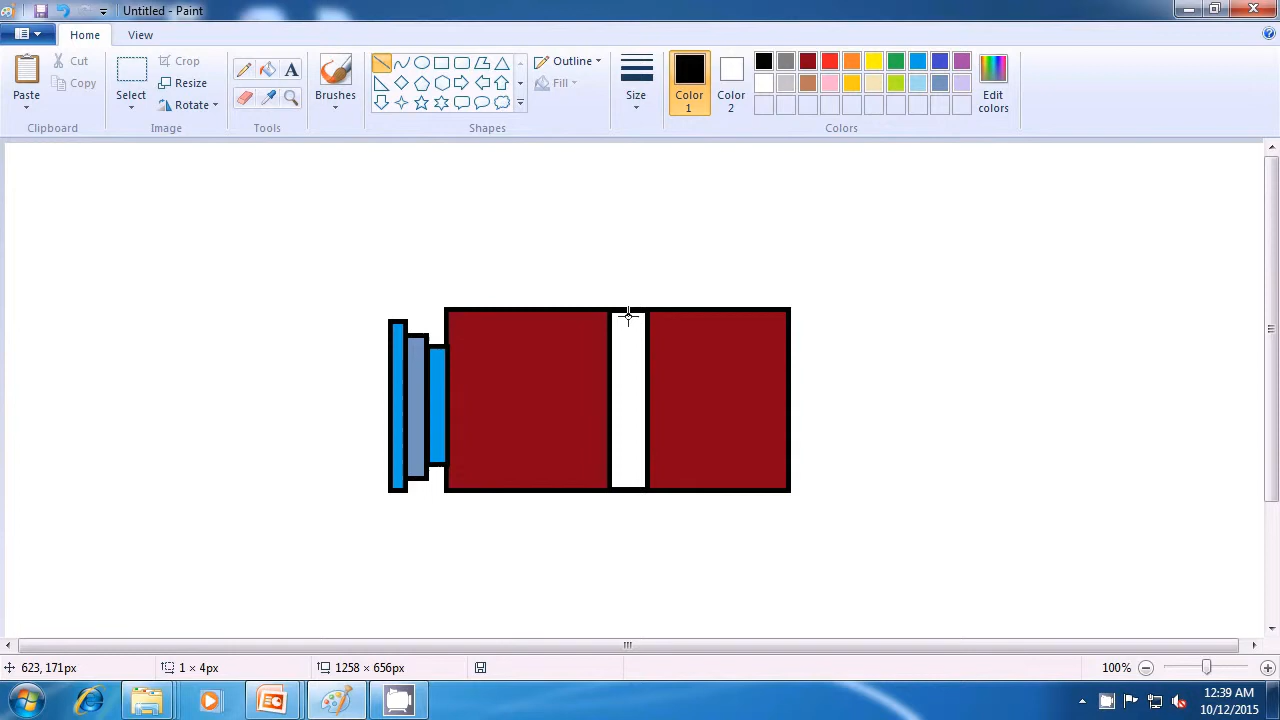 Untitled - Paint
Home View
Paste
Cut
Copy
Clipboard
Select
Crop
Resize
Rotate
Image
A
Tools
Brushes
Shapes
Outline
Fill
Size
Color 1
Color 2
Edit colors
Colors
623, 171px 1 × 4px 1258 × 656px 100%
12:39 AM
10/12/2015